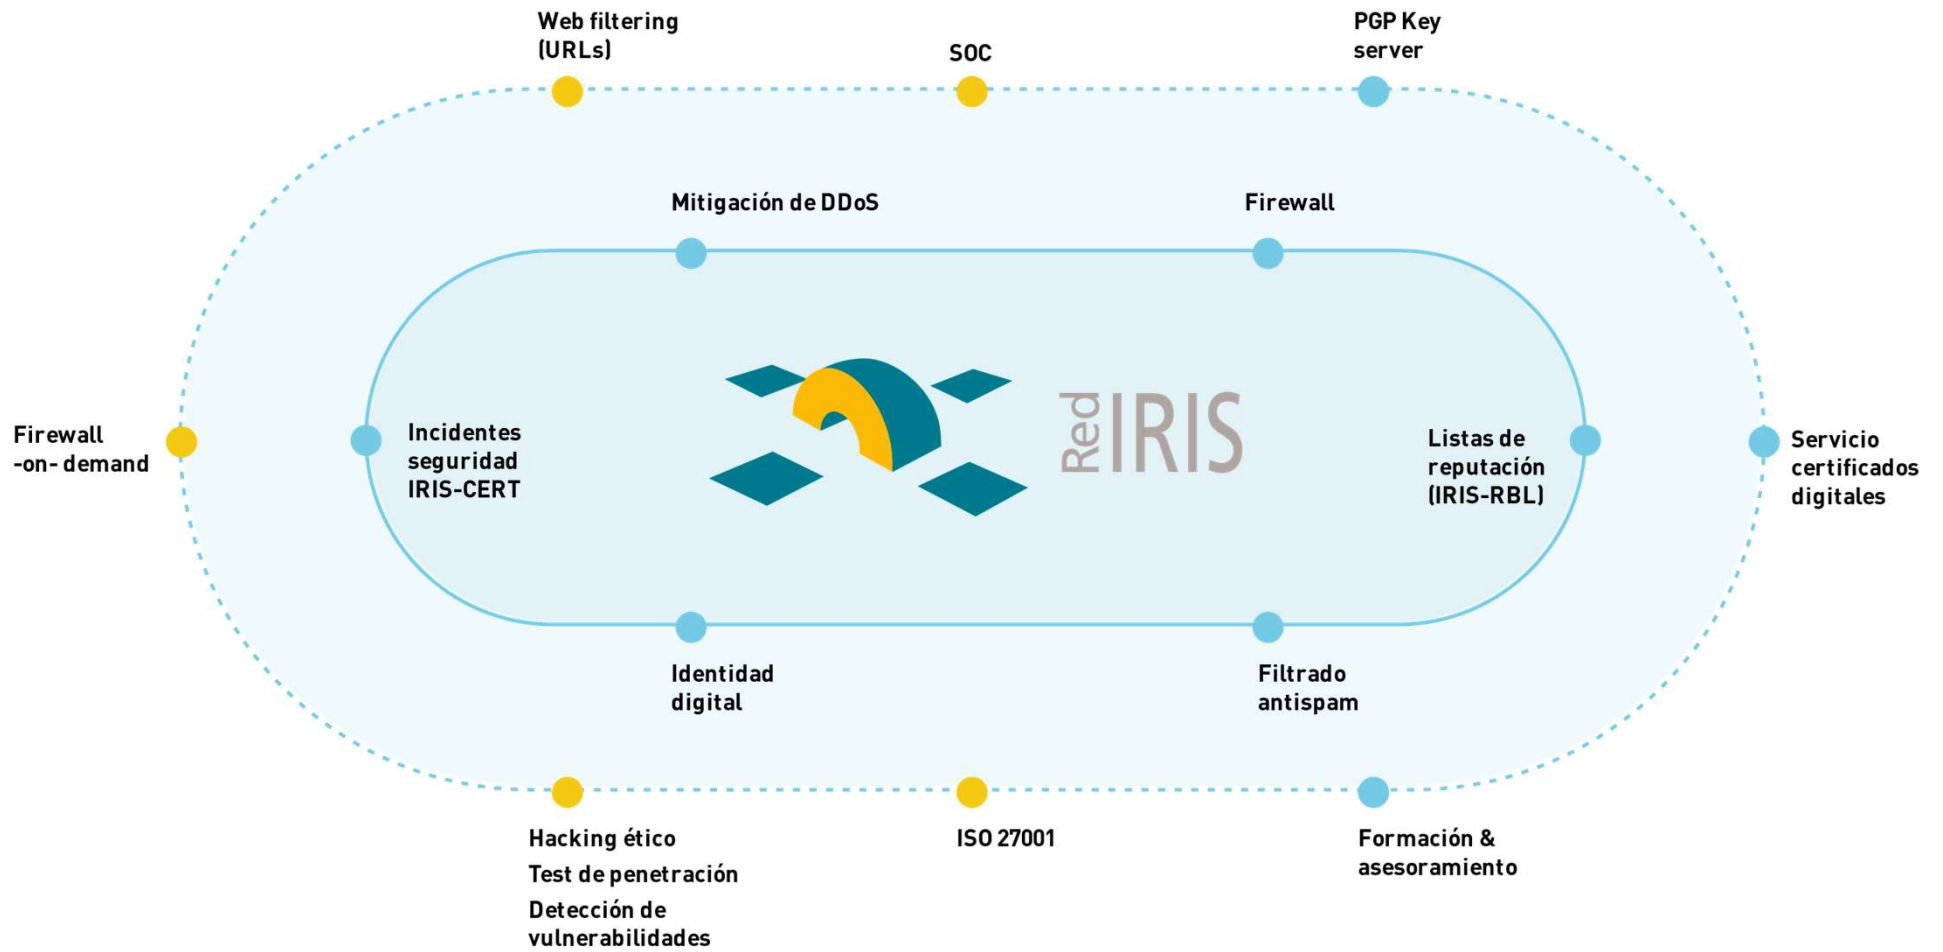 Web filtering
(URLs)
SOC
PGP Key
server
Mitigación de DDoS
Firewall
Firewall
-on- demand
Incidentes
seguridad
IRIS-CERT
Red IRIS
Listas de
reputación
(IRIS-RBL)
Servicio
certificados
digitales
Identidad
digital
Filtrado
antispam
Hacking ético
Test de penetración
Detección de
vulnerabilidades
ISO 27001
Formación &
asesoramiento